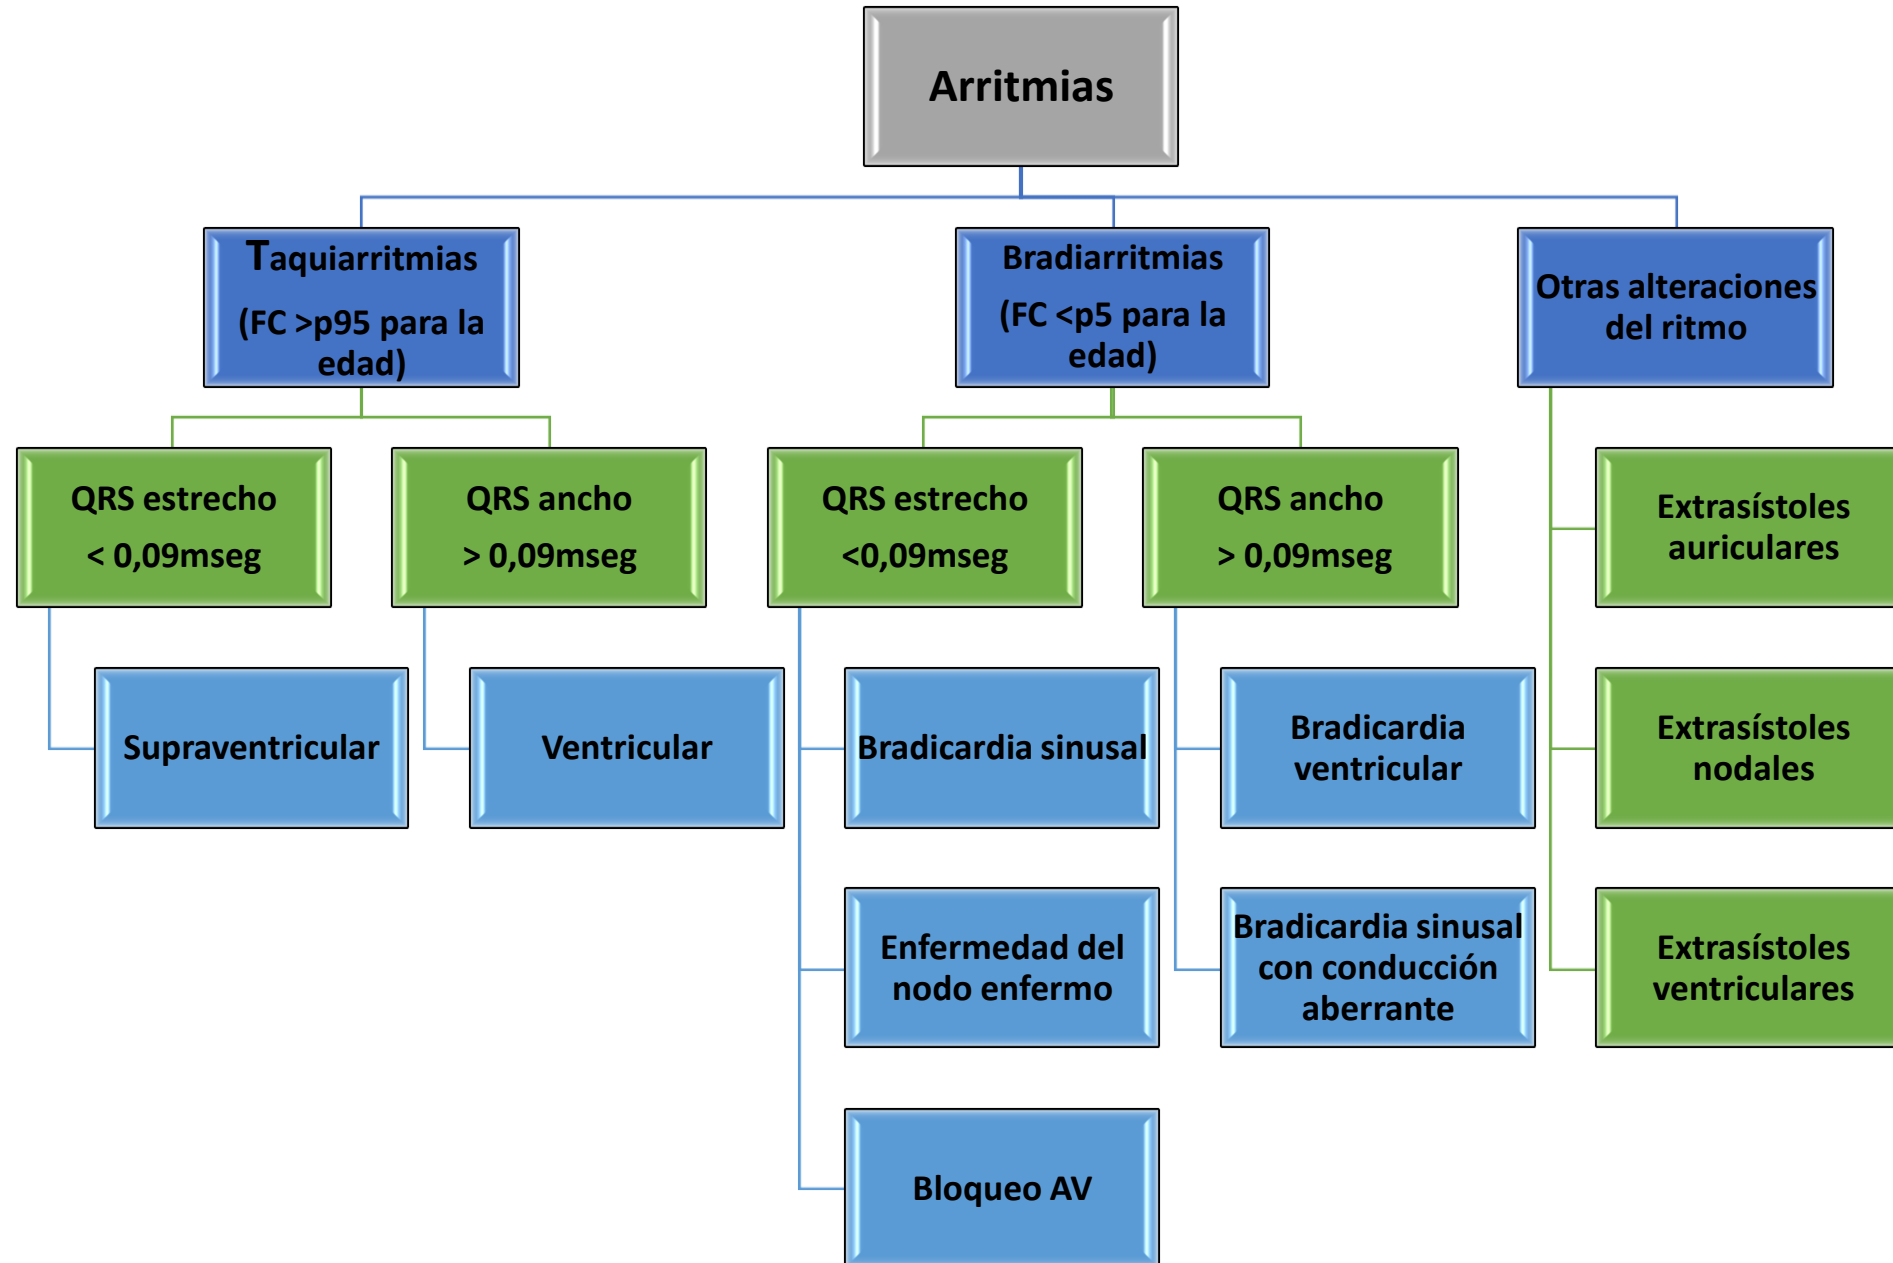 Arritmias
Taquiarritmias
(FC >p95 para la
edad)
Bradiarritmias
(FC <p5 para la
edad)
Otras alteraciones
del ritmo
QRS estrecho
< 0,09mseg
QRS ancho
> 0,09mseg
QRS estrecho
<0,09mseg
QRS ancho
> 0,09mseg
Extrasístoles
auriculares
Supraventricular
Ventricular
Bradicardia sinusal
Bradicardia
ventricular
Extrasístoles
nodales
Enfermedad del
nodo enfermo
Bradicardia sinusal
con conducción
aberrante
Extrasístoles
ventriculares
Bloqueo AV